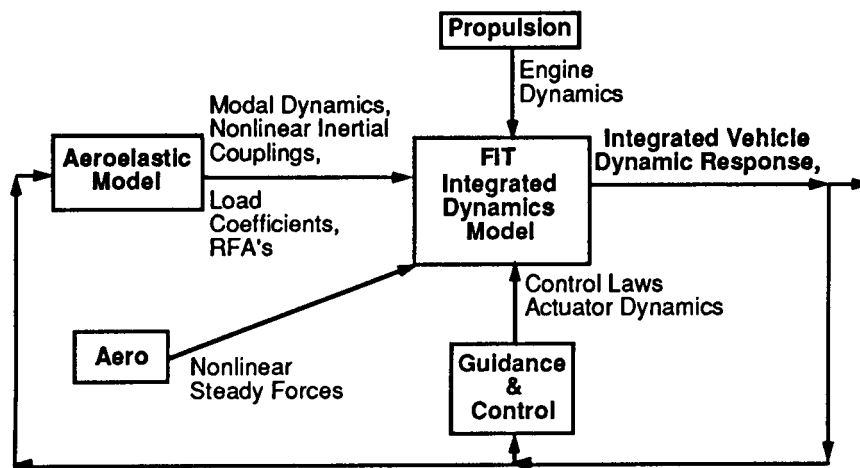 Propulsion
Engine
Dynamics
Modal Dynamics,
Nonlinear Inertial
Couplings,
Aeroelastic
Model
Load
Coefficients,
RFA's
FIT
Integrated
Dynamics
Model
Integrated Vehicle
Dynamic Response,
Control Laws
Actuator Dynamics
Aero
Nonlinear
Steady Forces
Guidance
&
Control